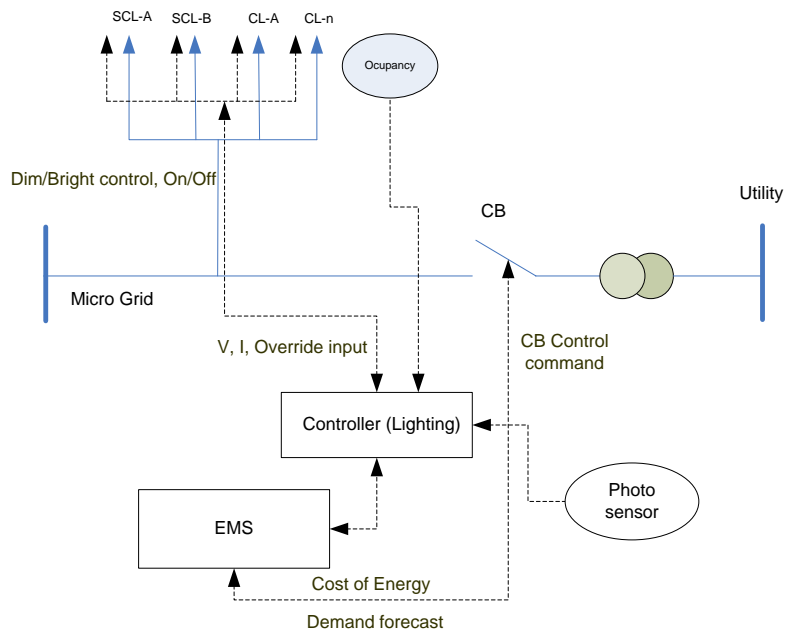 SCL-A
SCL-B
CL-A
CL-n
Ocupancy
Dim/Bright control, On/Off
CB
Utility
Micro Grid
V, I, Override input
CB Control
command
Controller (Lighting)
Photo
sensor
EMS
Cost of Energy
Demand forecast